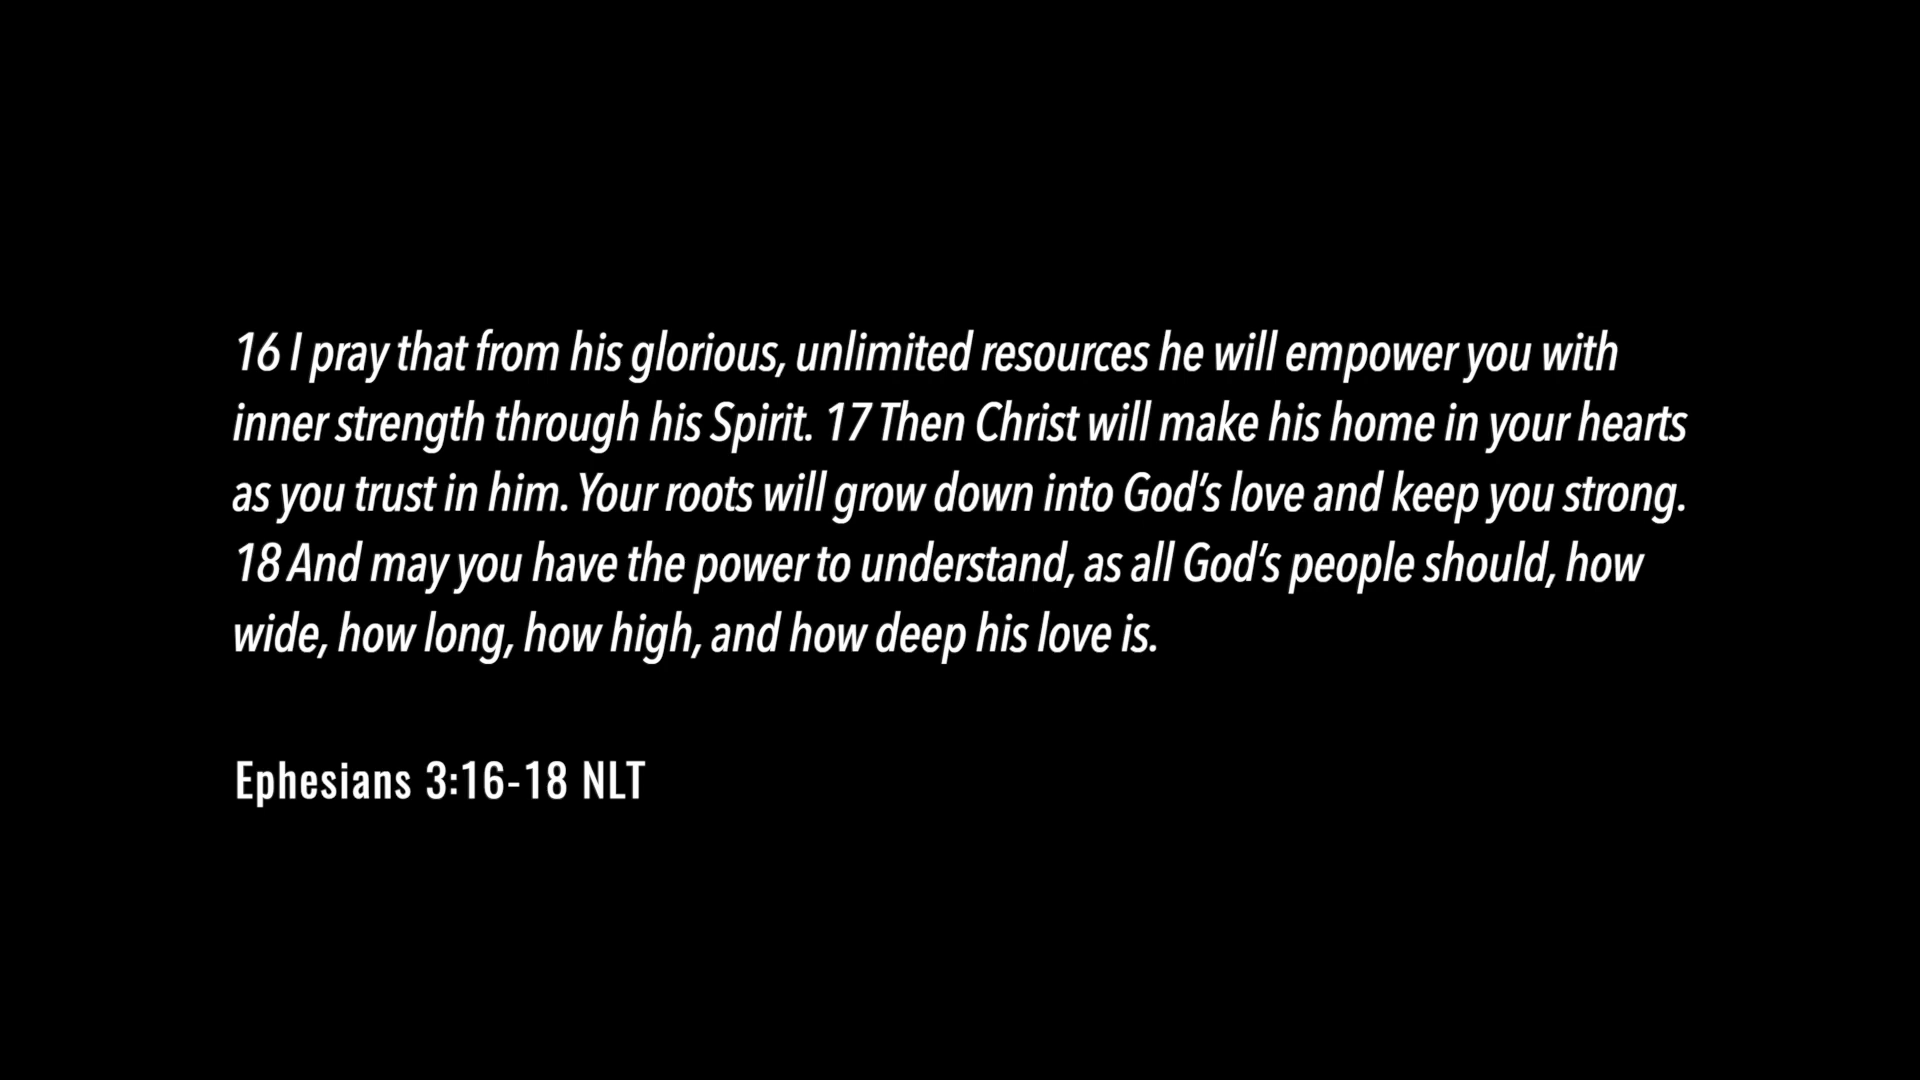 16 I pray that from his glorious, unlimited resources he will empower you with
inner strength through his Spirit. 17 Then Christ will make his home in your hearts
as you trust in him. Your roots will grow down into God’s love and keep you strong.
18 And may you have the power to understand, as all God’s people should, how
wide, how long, how high, and how deep his love is.
Ephesians 3:16-18 NLT